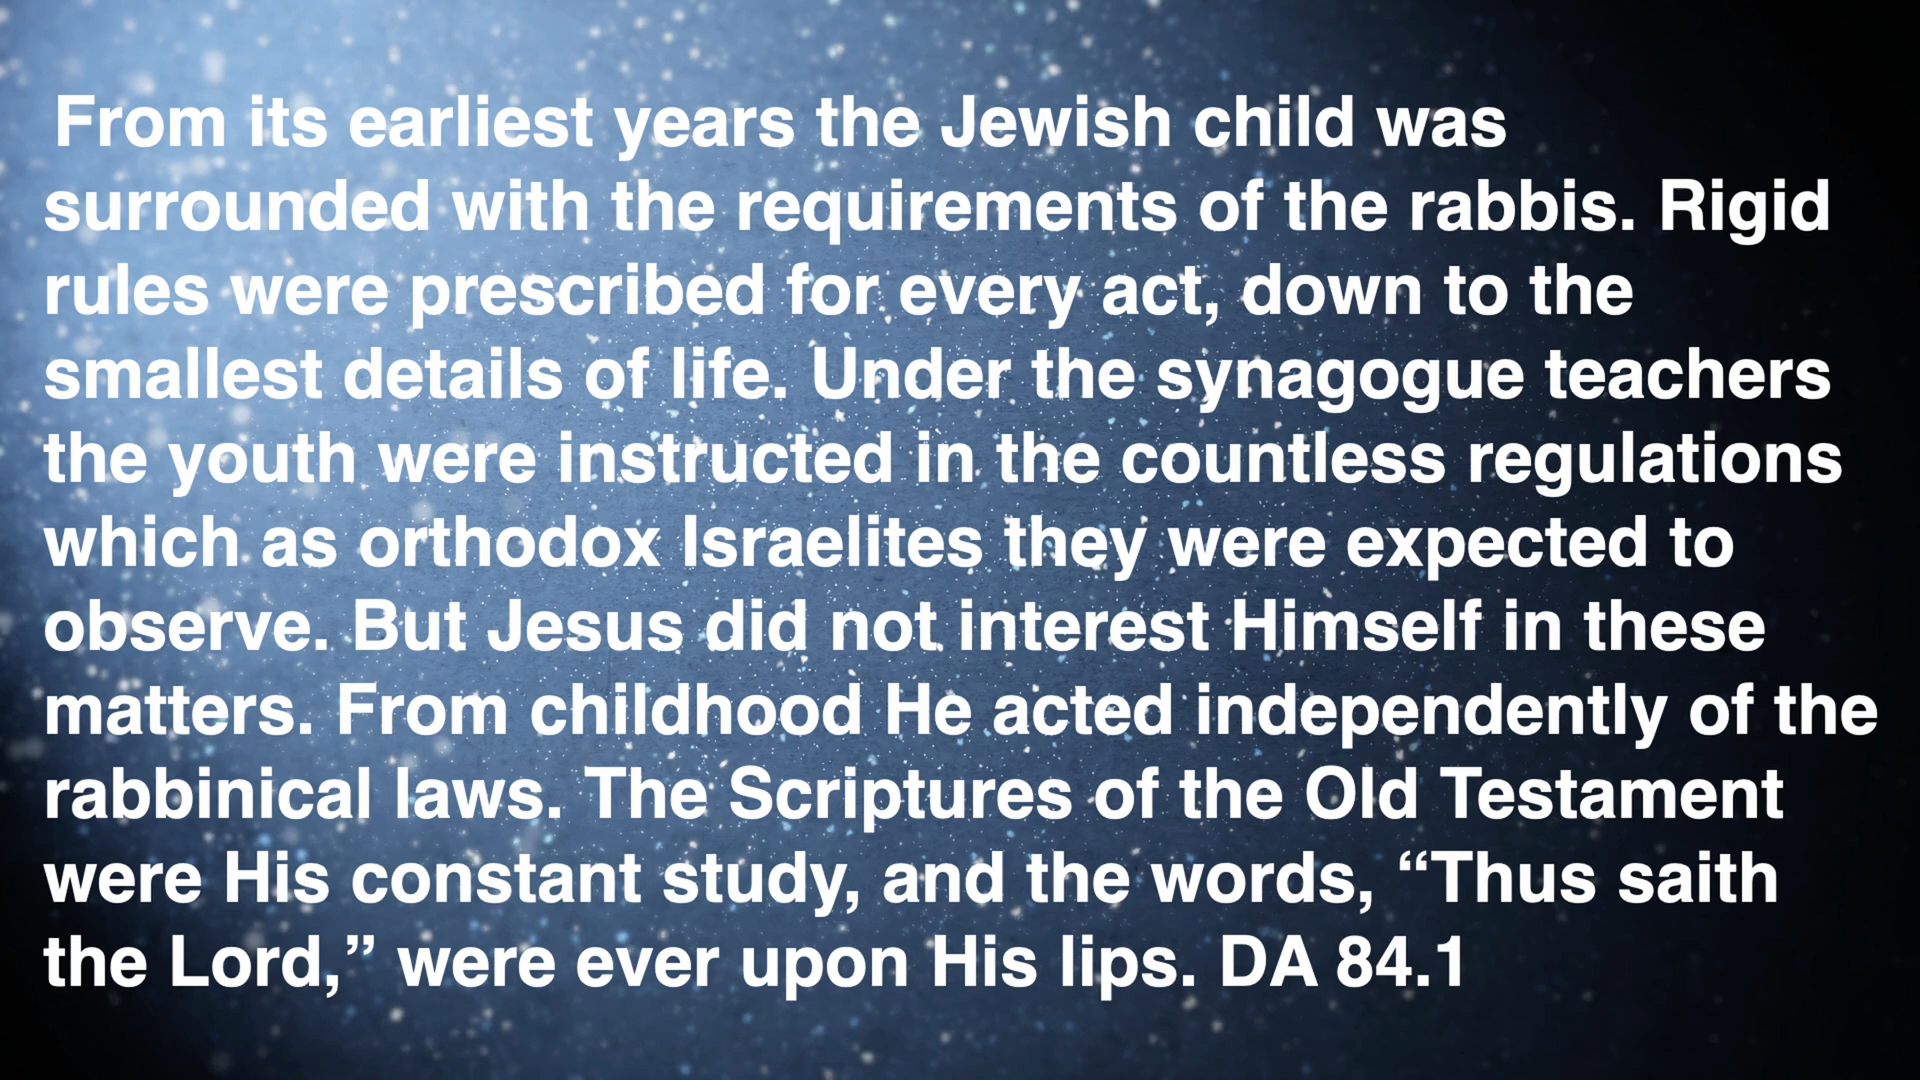 From its earliest years the Jewish child was
surrounded with the requirements of the rabbis. Rigid
rules were prescribed for every act, down to the
smallest details of life. Under the synagogue teachers
the youth were instructed in the countless regulations
which as orthodox Israelites they were expected to
observe. But Jesus did not interest Himself in these
matters. From childhood He acted independently of the
rabbinical laws. The Scriptures of the Old Testament
were His constant study, and the words, “Thus saith
the Lord,” were ever upon His lips. DA 84.1